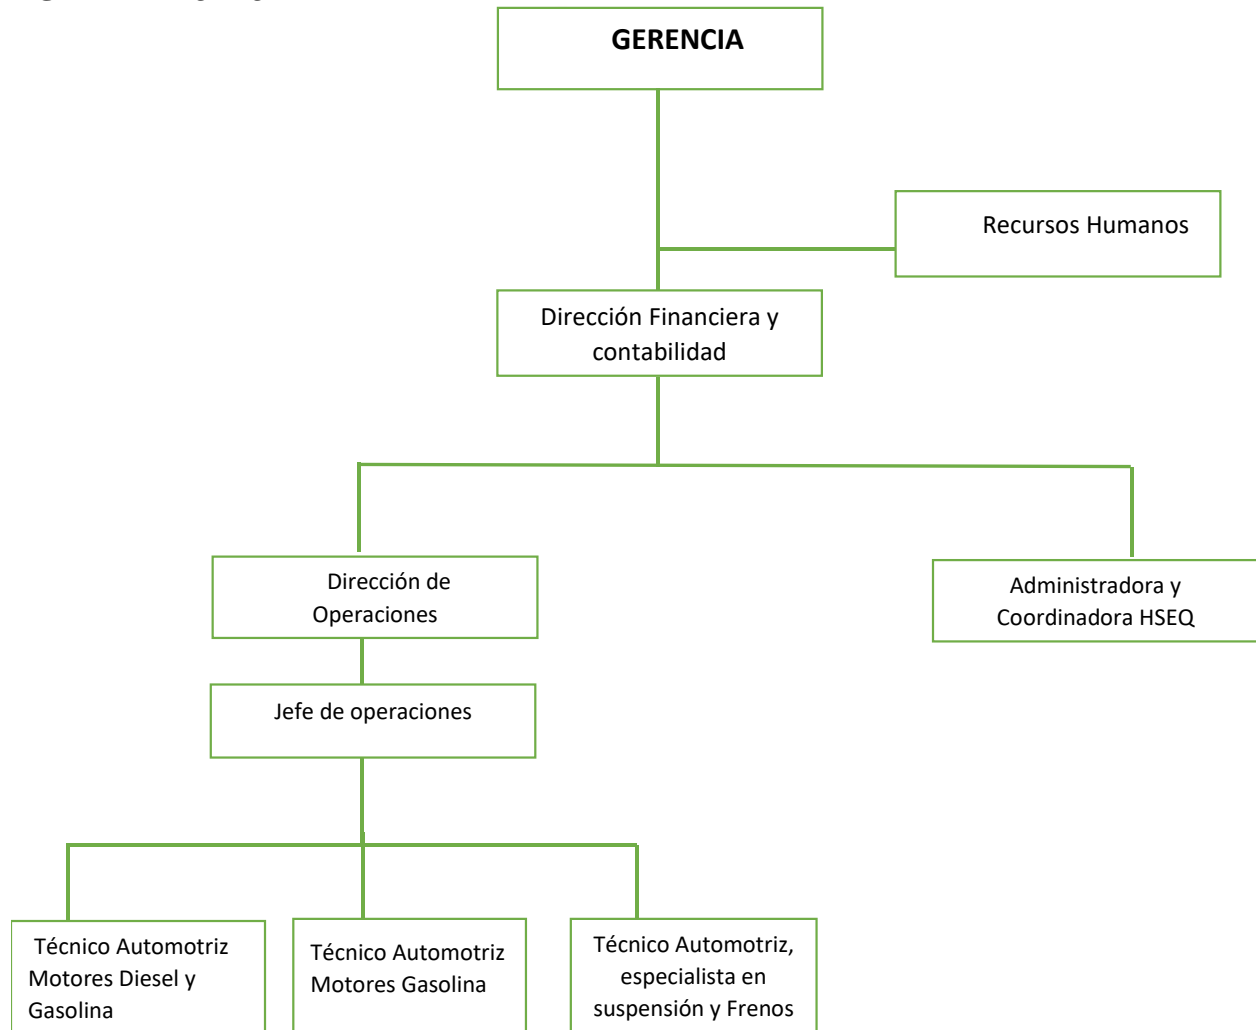 GERENCIA
Recursos Humanos
Dirección Financiera y
contabilidad
Dirección de
Operaciones
Administradora y
Coordinadora HSEQ
Jefe de operaciones
Técnico Automotriz
Motores Diesel y
Gasolina
Técnico Automotriz
Motores Gasolina
Técnico Automotriz,
especialista en
suspensión y Frenos